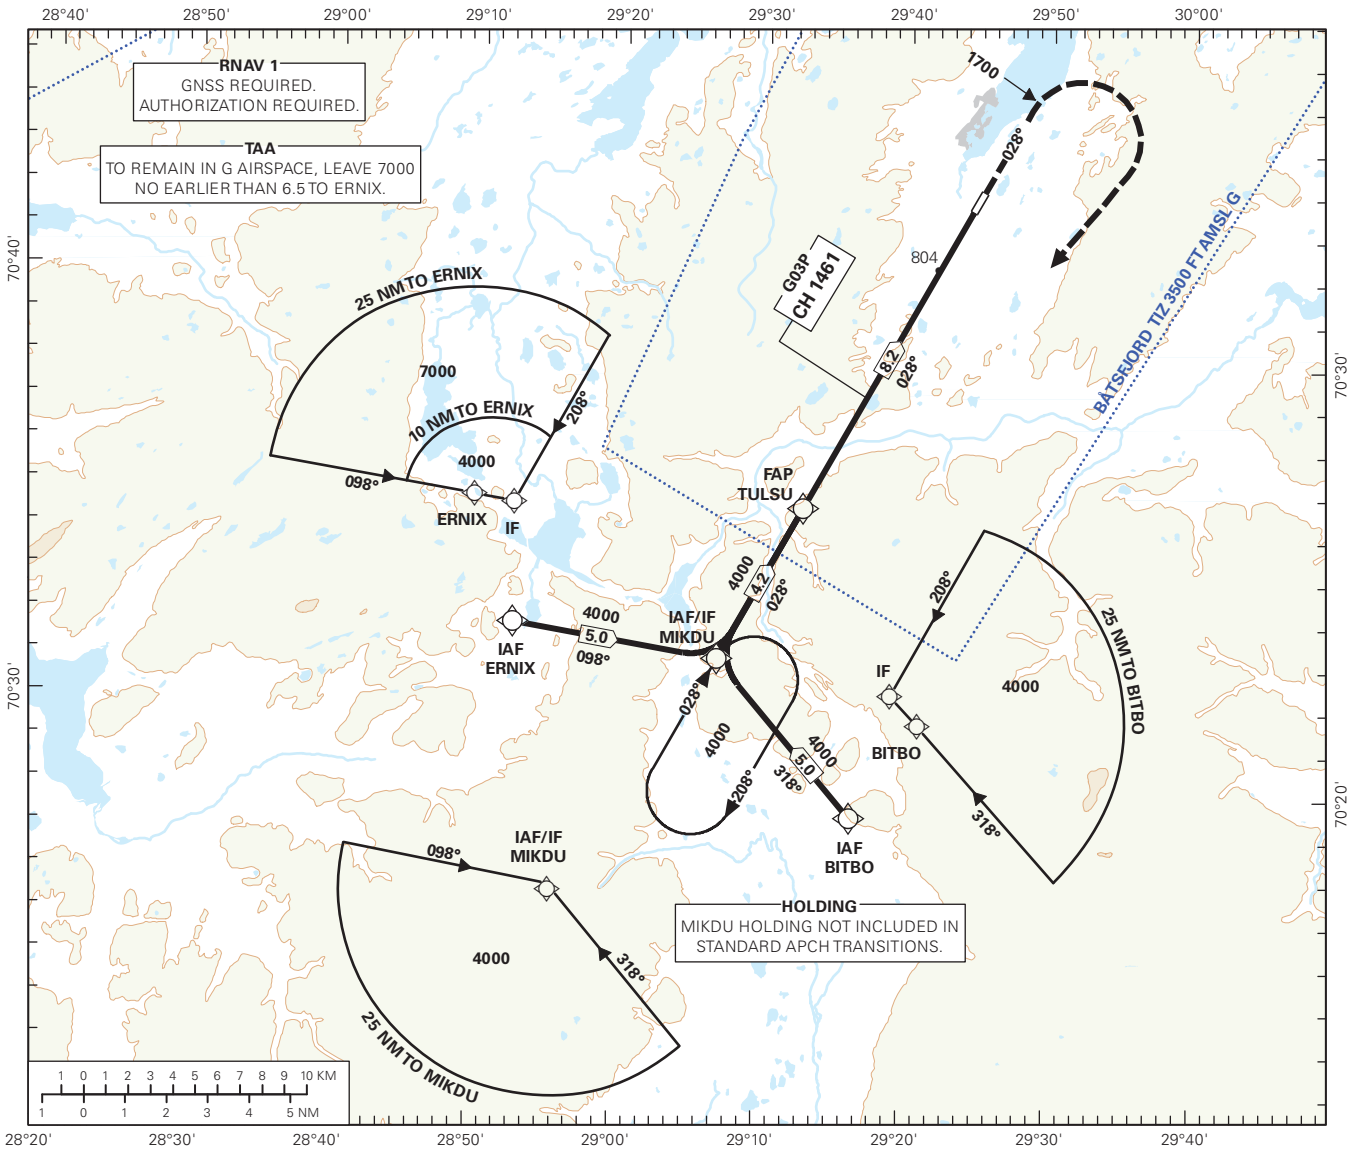 28°40'
28°50'
29°00'
29°10'
29°20'
29°30'
29°40'
29°50'
30°00'
RNAV 1
GNSS REQUIRED.
AUTHORIZATION REQUIRED.
TAA
TO REMAIN IN G AIRSPACE, LEAVE 7000
NO EARLIER THAN 6.5 TO ERNIX.
1700
028°
BÅTSFJORD TIZ 3500 FT AMSL G
70°40'
804
G03P
CH 1461
25 NM TO ERNIX
7000
10 NM TO ERNIX
208°
4000
098°
ERNIX
IF
8.2
028°
70°30'
FAP
TULSU
4000
4.2
028°
IAF/IF
MIKDU
4000
5.0
098°
IAF
ERNIX
70°30'
028°
4000
208°
4000
5.0
318°
IAF
BITBO
208°
25 NM TO BITBO
IF
4000
BITBO
318°
70°20'
098°
IAF/IF
MIKDU
4000
318°
25 NM TO MIKDU
HOLDING
MIKDU HOLDING NOT INCLUDED IN
STANDARD APCH TRANSITIONS.
1 0 1 2 3 4 5 6 7 8 9 10 KM
1 0 1 2 3 4 5 NM
28°20'
28°30'
28°40'
28°50'
29°00'
29°10'
29°20'
29°30'
29°40'